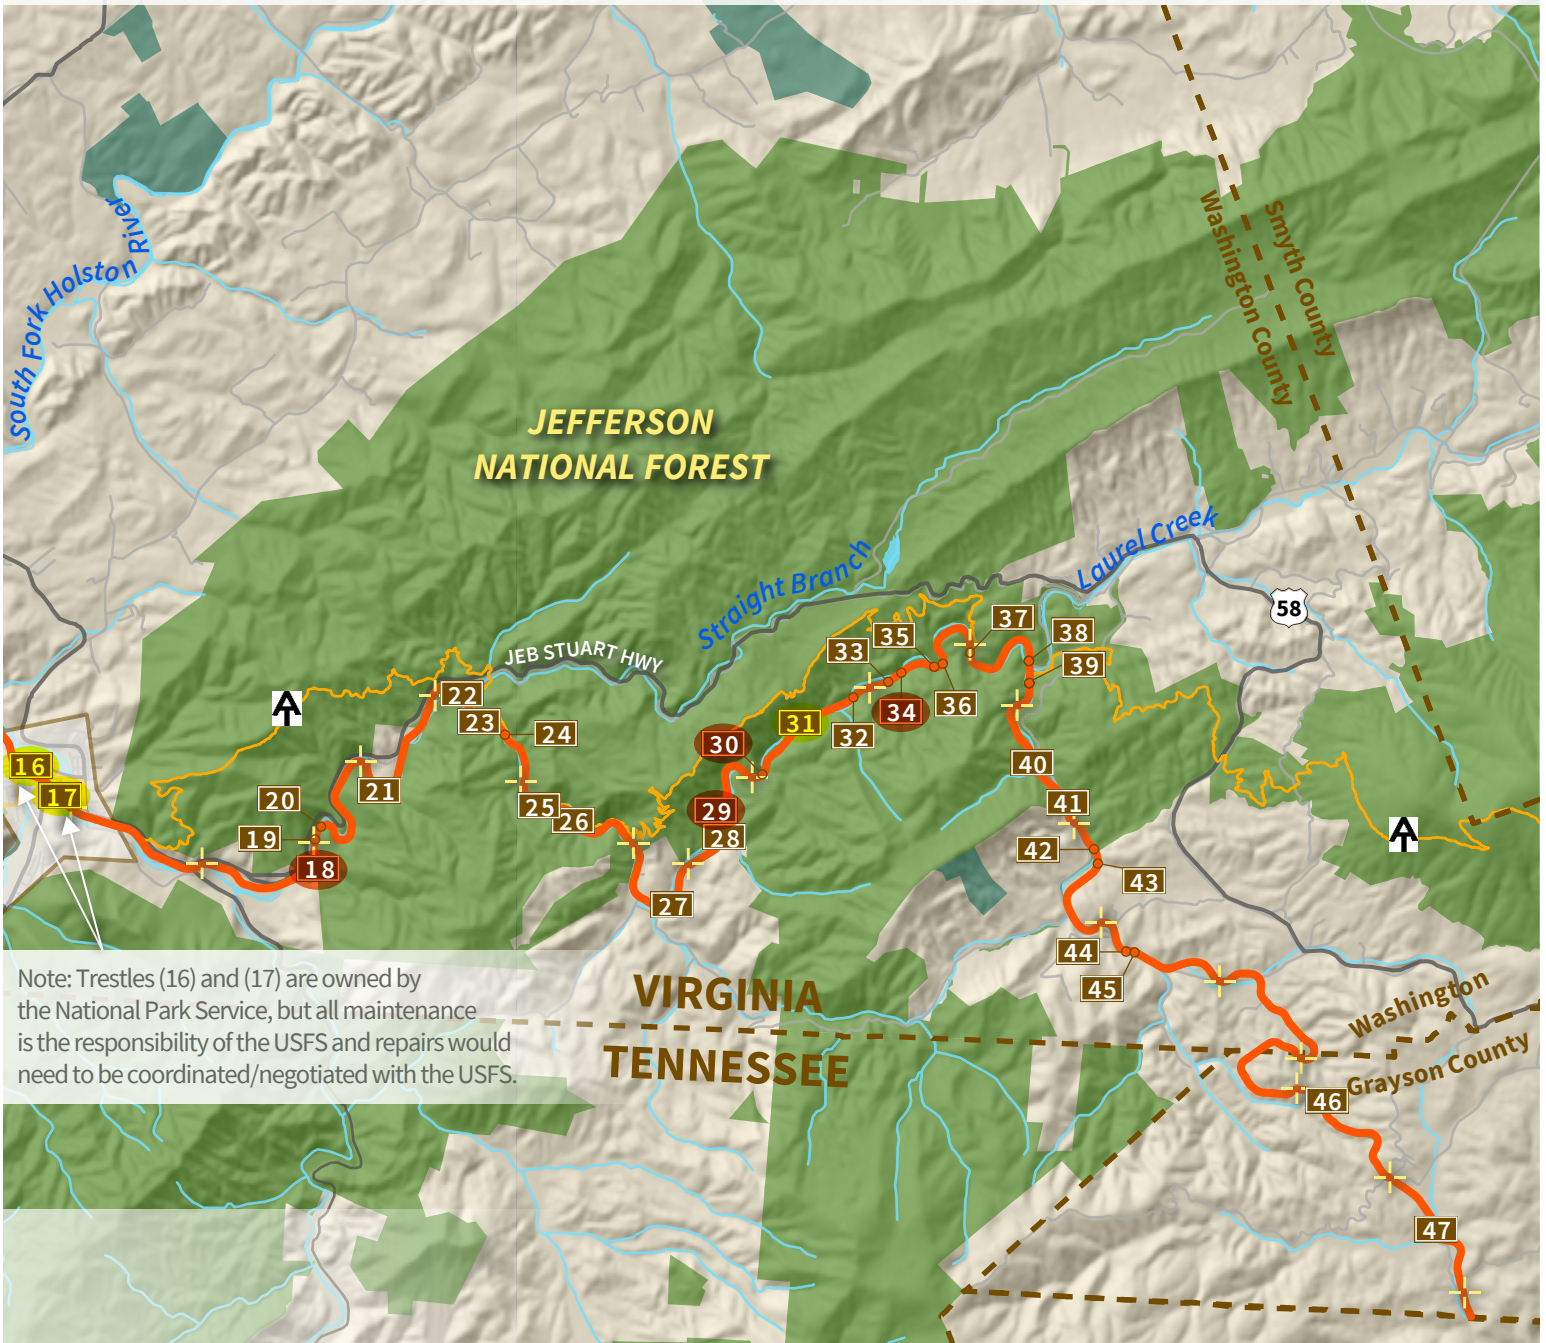 Smyth County
Washington County
South Fork Holston River
JEFFERSON
NATIONAL FOREST
Laurel Creek
Straight Branch
58
JEB STUART HWY
37
38
35
33
39
22
36
34
31
23
24
32
30
16
40
17
21
20
25
41
29
26
19
28
42
18
43
27
44
45
Note: Trestles (16) and (17) are owned by
the National Park Service, but all maintenance
is the responsibility of the USFS and repairs would
need to be coordinated/negotiated with the USFS.
VIRGINIA
TENNESSEE
Washington
Grayson County
46
47